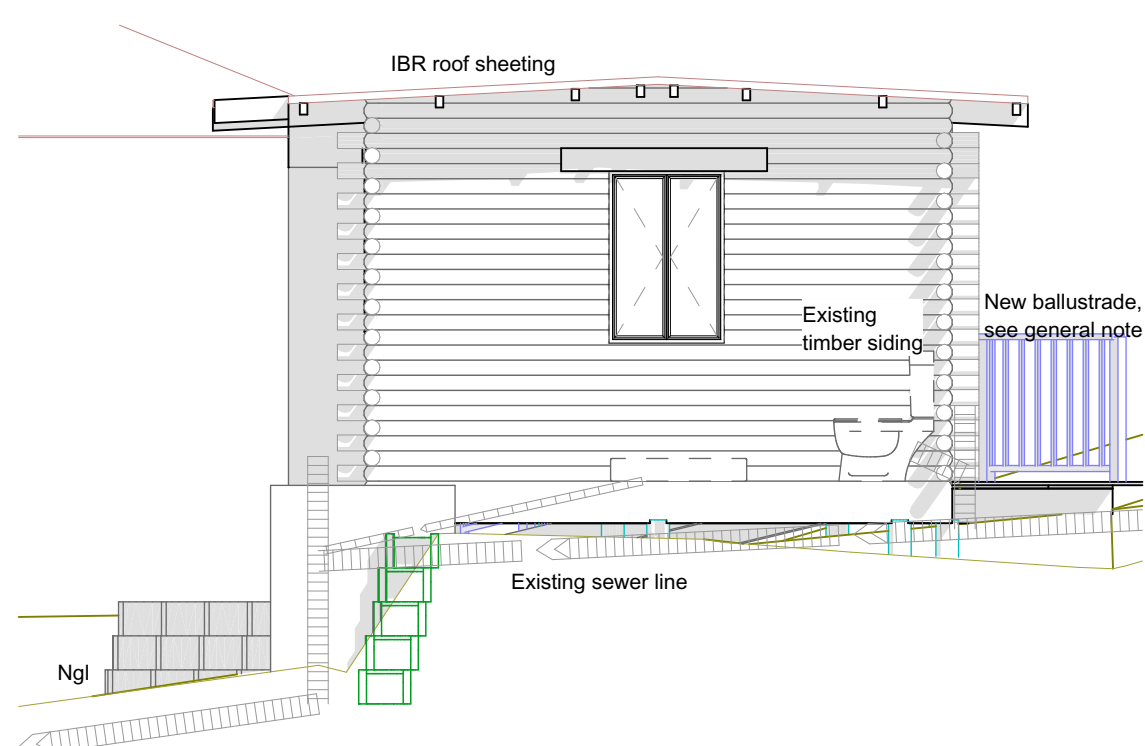 IBR roof sheeting
Existing
timber siding
New ballustrade,
see general note
Existing sewer line
Ngl